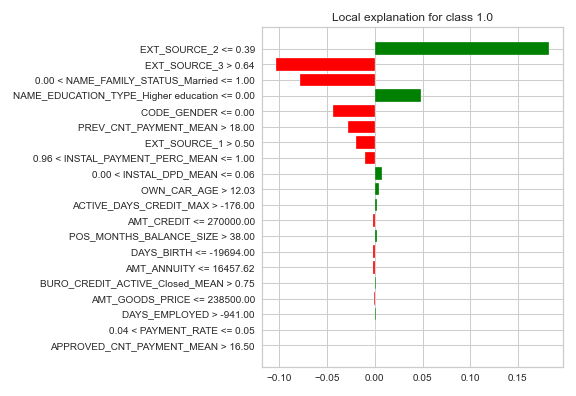 Local explanation for class 1.0
EXT_SOURCE_2 <= 0.39
EXT_SOURCE_3 > 0.64
0.00 < NAME_FAMILY_STATUS_Married <= 1.00
NAME_EDUCATION_TYPE_Higher education <= 0.00
CODE_GENDER <= 0.00
PREV_CNT_PAYMENT_MEAN > 18.00
EXT_SOURCE_1 > 0.50
0.96 < INSTAL_PAYMENT_PERC_MEAN <= 1.00
0.00 < INSTAL_DPD_MEAN <= 0.06
OWN_CAR_AGE > 12.03
ACTIVE_DAYS_CREDIT_MAX > -176.00
AMT_CREDIT <= 270000.00
POS_MONTHS_BALANCE_SIZE > 38.00
DAYS_BIRTH <= -19694.00
AMT_ANNUITY <= 16457.62
BURO_CREDIT_ACTIVE_Closed_MEAN > 0.75
AMT_GOODS_PRICE <= 238500.00
DAYS_EMPLOYED > -941.00
0.04 < PAYMENT_RATE <= 0.05
APPROVED_CNT_PAYMENT_MEAN > 16.50
−0.10 −0.05 0.00 0.05 0.10 0.15